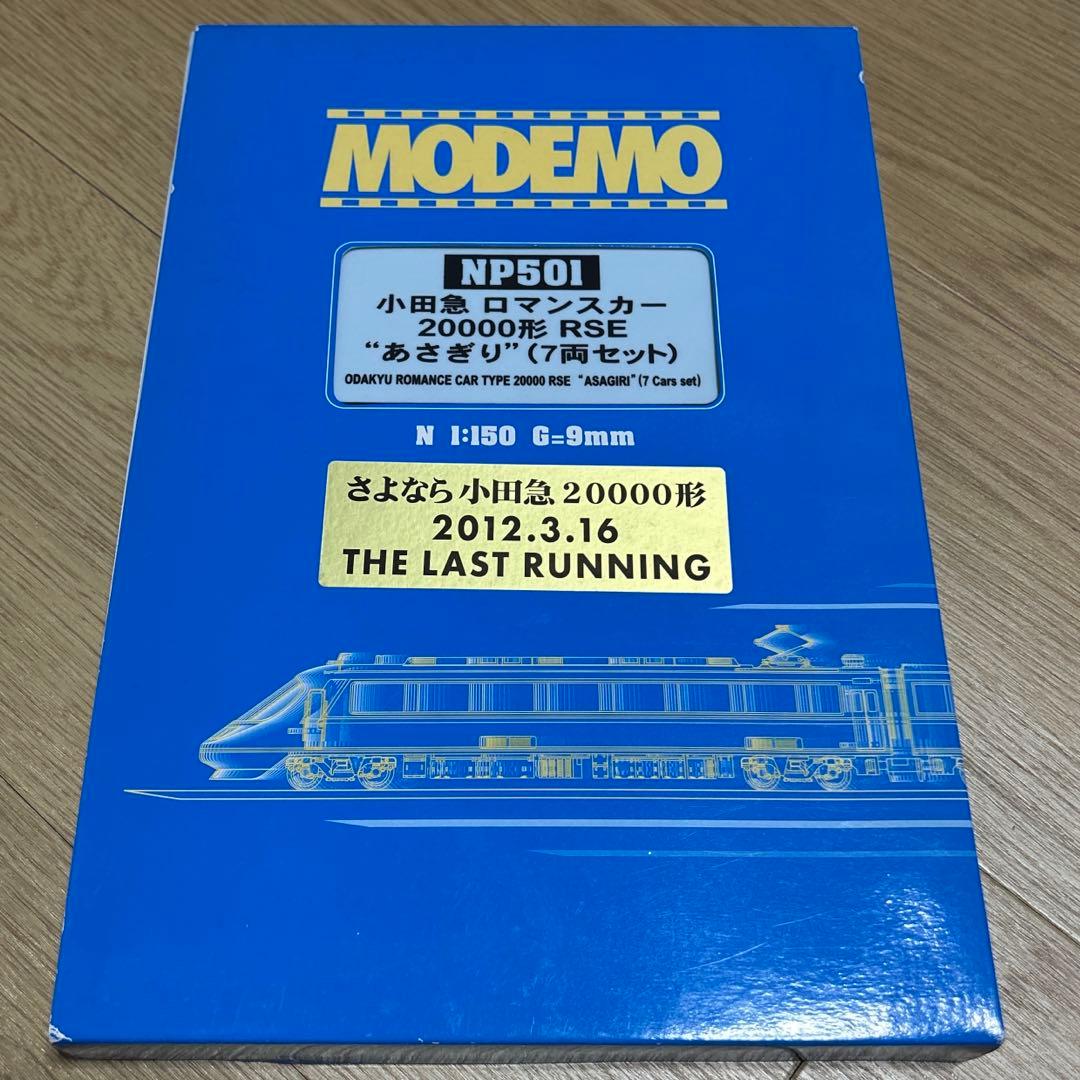 MODEMO
NP501
小田急 ロマンスカー
20000形 RSE
“あさぎり”(7両セット)
ODAKYU ROMANCE CAR TYPE 20000 RSE “ASAGIRI”(7 Cars set)
N 1:150 G=9mm
さよなら 小田急 20000形
2012.3.16
THE LAST RUNNING